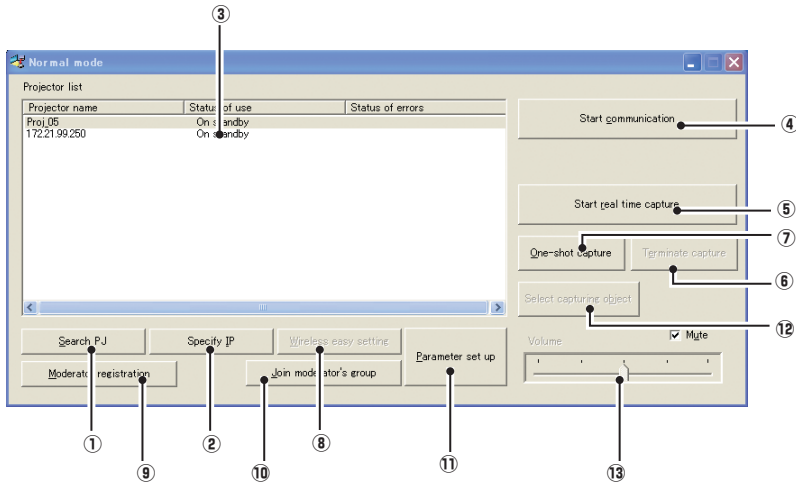 ③
Normal mode
Projector list
Projector name Status of use Status of errors
Proj_05 On standby
172.21.99.250 On standby
Start communication
④
Start real time capture
⑤
⑦
One-shot capture Terminate capture
⑥
Select capturing object
⑫
Search PJ Specify IP Wireless easy setting Parameter set up
Volume Mute
Moderator registration Join moderator's group
① ② ⑧
⑨ ⑩ ⑪ ⑬